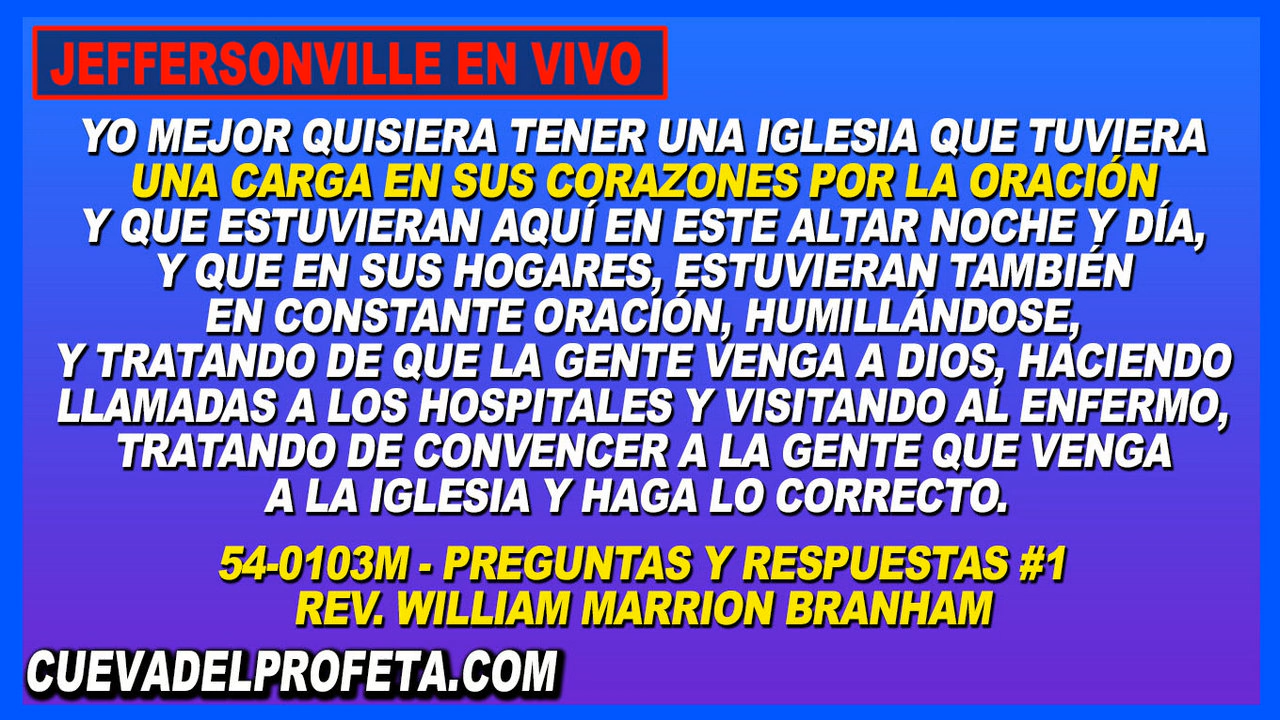 JEFFERSONVILLE EN VIVO
YO MEJOR QUISIERA TENER UNA IGLESIA QUE TUVIERA
UNA CARGA EN SUS CORAZONES POR LA ORACIÓN
Y QUE ESTUVIERAN AQUÍ EN ESTE ALTAR NOCHE Y DÍA,
Y QUE EN SUS HOGARES, ESTUVIERAN TAMBIÉN
EN CONSTANTE ORACIÓN, HUMILLÁNDOSE,
Y TRATANDO DE QUE LA GENTE VENGA A DIOS, HACIENDO
LLAMADAS A LOS HOSPITALES Y VISITANDO AL ENFERMO,
TRATANDO DE CONVENCER A LA GENTE QUE VENGA
A LA IGLESIA Y HAGA LO CORRECTO.
54-0103M - PREGUNTAS Y RESPUESTAS #1
REV. WILLIAM MARRION BRANHAM
CUEVADELPROFETA.COM